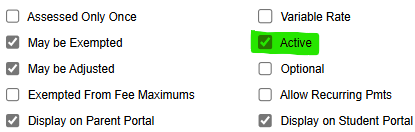 Assessed Only Once Variable Rate
May be Exempted Active
May be Adjusted Optional
Exempted From Fee Maximums Allow Recurring Pmts
Display on Parent Portal Display on Student Portal